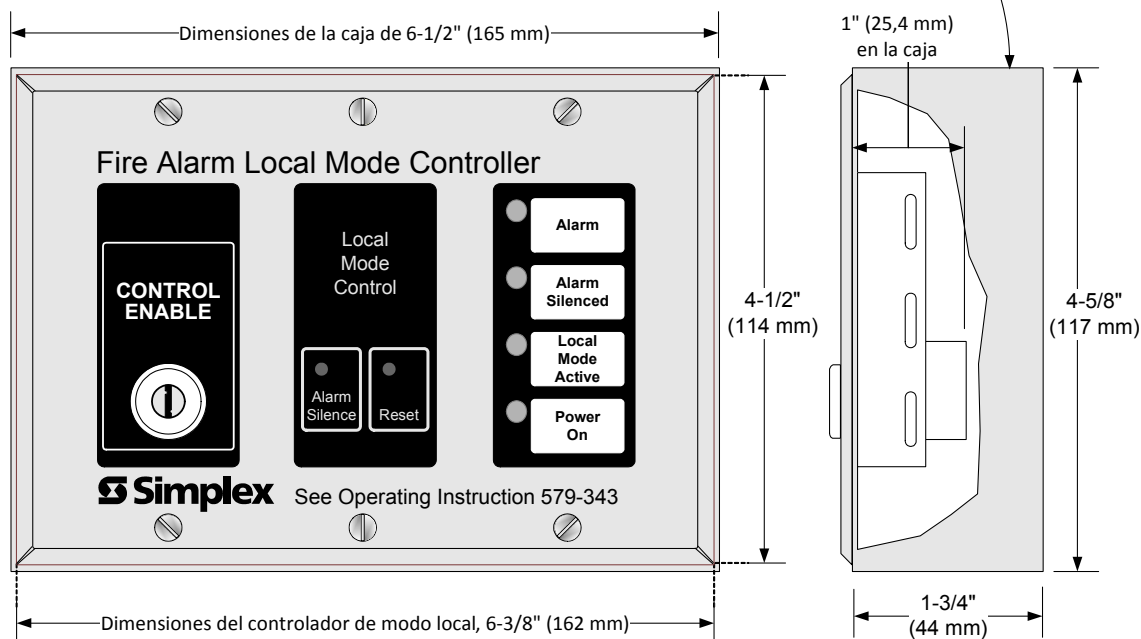 Dimensiones de la caja de 6-1/2" (165 mm)
1" (25,4 mm)
en la caja
Fire Alarm Local Mode Controller
CONTROL
ENABLE
Local
Mode
Control
Alarm
Silence
Reset
Alarm
Alarm
Silenced
Local
Mode
Active
Power
On
4-1/2"
(114 mm)
4-5/8"
(117 mm)
Simplex
See Operating Instruction 579-343
Dimensiones del controlador de modo local, 6-3/8" (162 mm)
1-3/4"
(44 mm)